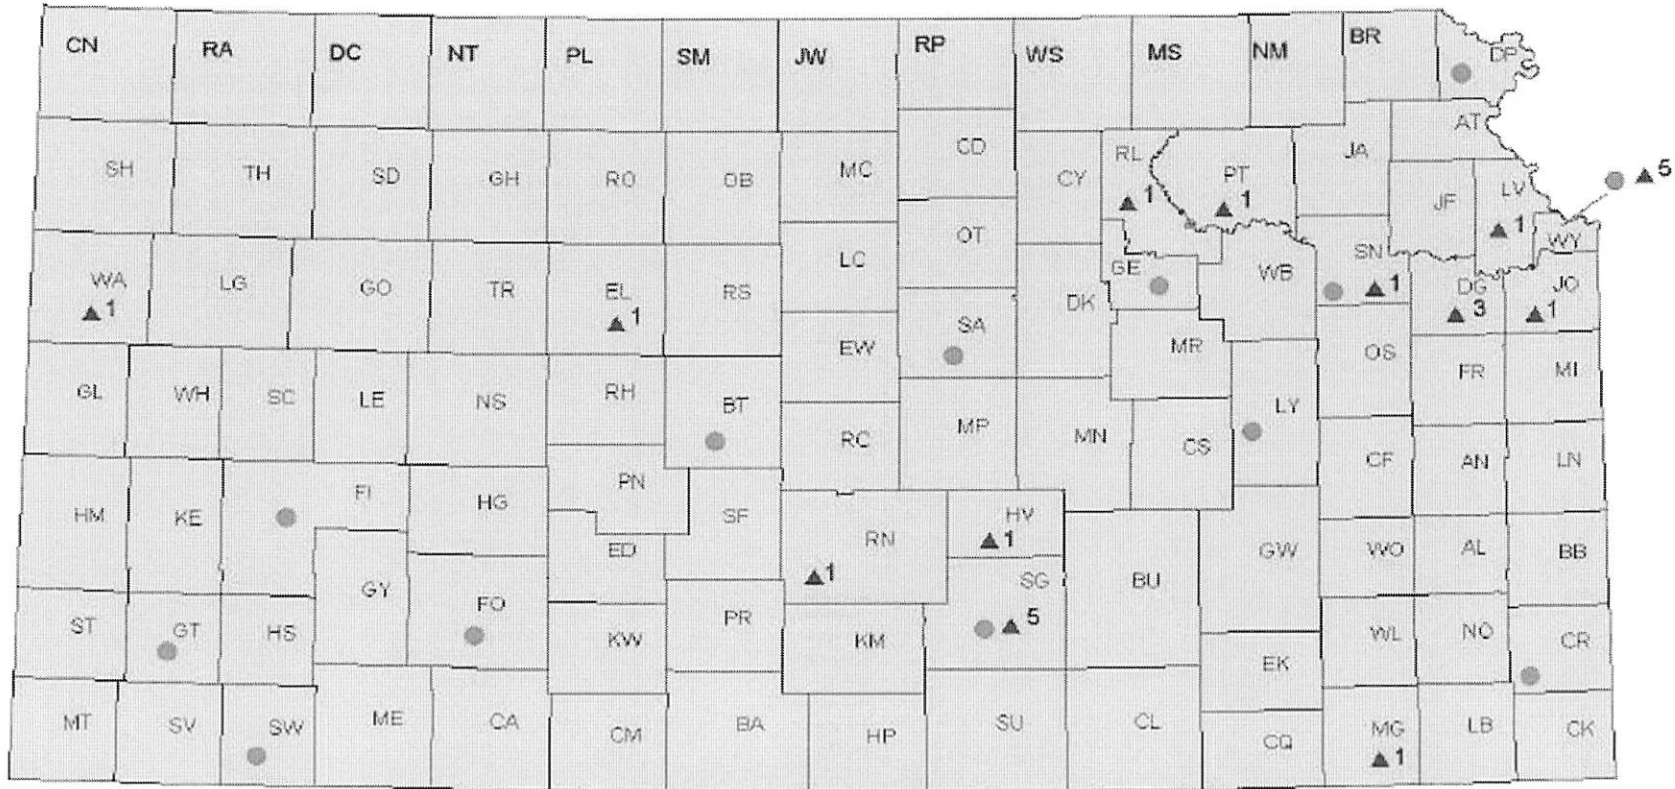 CN RA DC NT PL SM JW RP WS MS NM BR DP
SH TH SD GH RO OB MC CD CY RL 1 PT 1 JA AT
JF LV 1 5
WA 1 LG GO TR EL 1 RS LC OT DK GE WB SN 1 DG 3 WY JO 1
GL WH SC LE NS RH BT EW SA MR OS FR MI
RC MP MN CS LY CF AN LN
HM KE FI HG PN SF RN 1 HV 1 BU GW WO AL BB
ED
ST GT HS GY FO KW PR KM SG 5 EK WL NO CR
MT SV SW ME CA CM BA HP SU CL CQ MG 1 LB CK